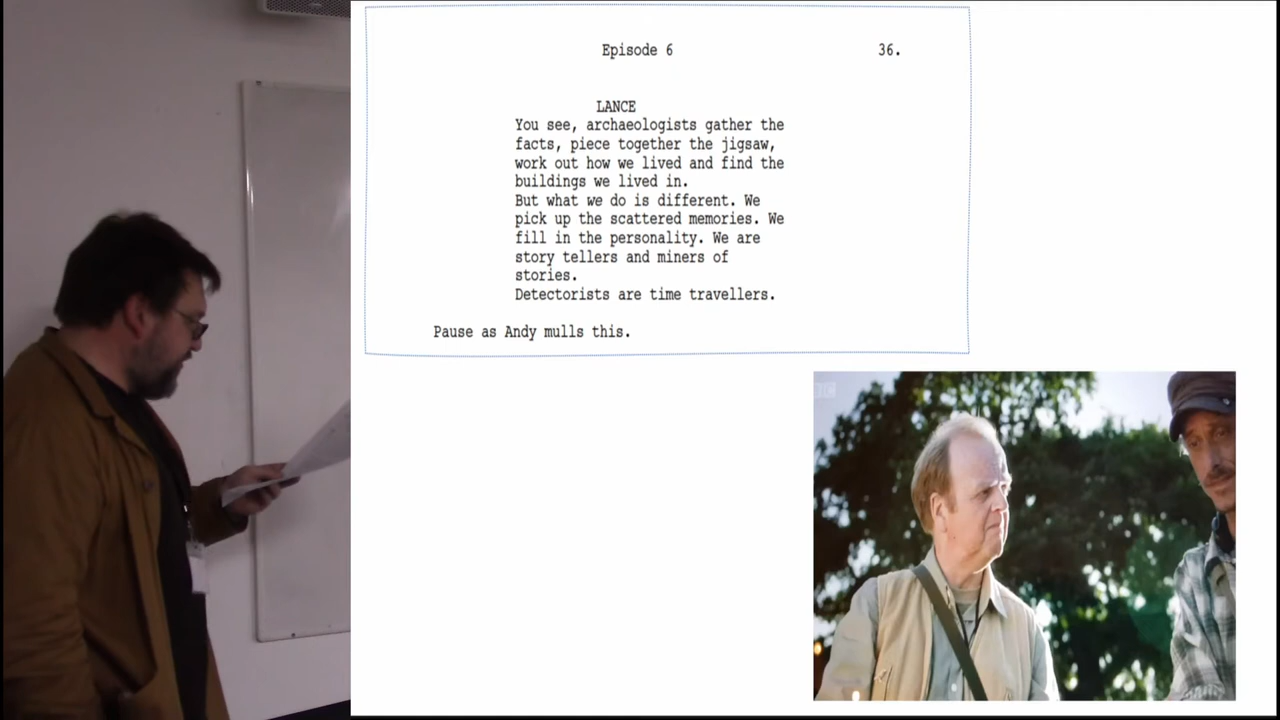 Episode 6 36.
LANCE
You see, archaeologists gather the
facts, piece together the jigsaw,
work out how we lived and find the
buildings we lived in.
But what we do is different. We
pick up the scattered memories. We
fill in the personality. We are
story tellers and miners of
stories.
Detectorists are time travellers.
Pause as Andy mulls this.
BBC